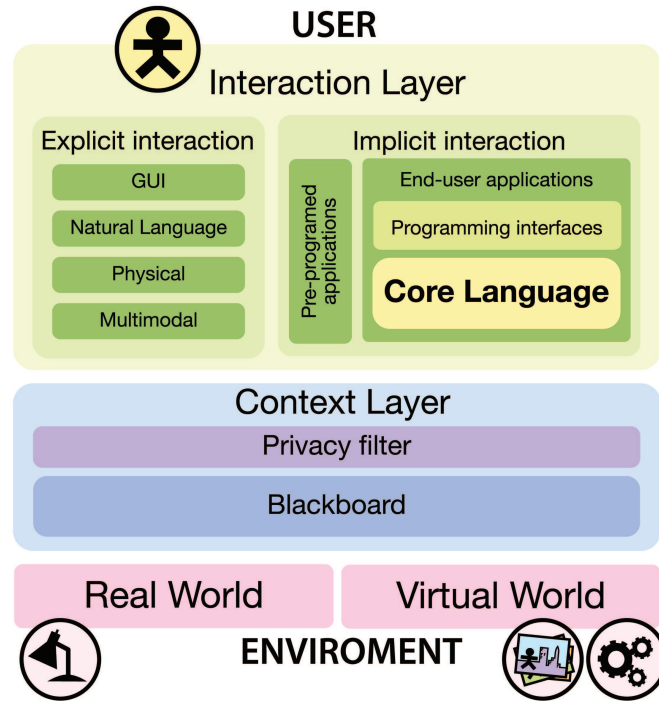 USER
Interaction Layer
Explicit interaction
GUI
Natural Language
Physical
Multimodal
Implicit interaction
Pre-programed
applications
End-user applications
Programming interfaces
Core Language
Context Layer
Privacy filter
Blackboard
Real World
Virtual World
ENVIROMENT